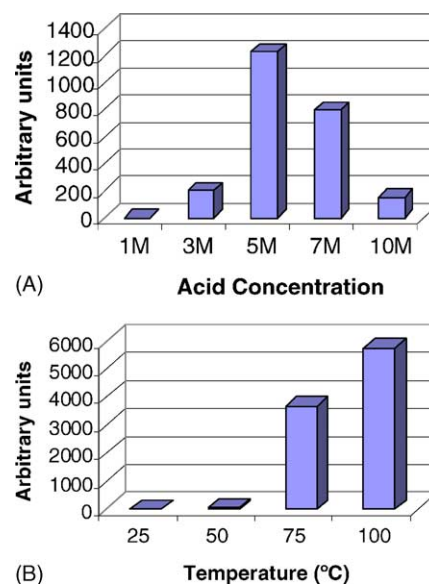 Arbitrary units
1400
1200
1000
800
600
400
200
0
1M 3M 5M 7M 10M
(A) Acid Concentration
Arbitrary units
6000
5000
4000
3000
2000
1000
0
25 50 75 100
(B) Temperature (°C)